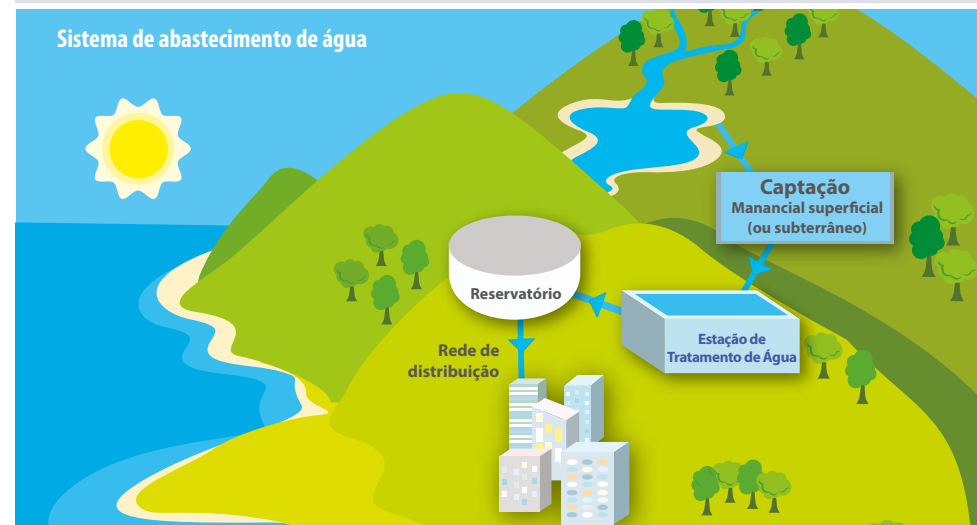 Sistema de abastecimento de água
Captação
Manancial superficial
(ou subterrâneo)
Reservatório
Estação de
Tratamento de Água
Rede de
distribuição